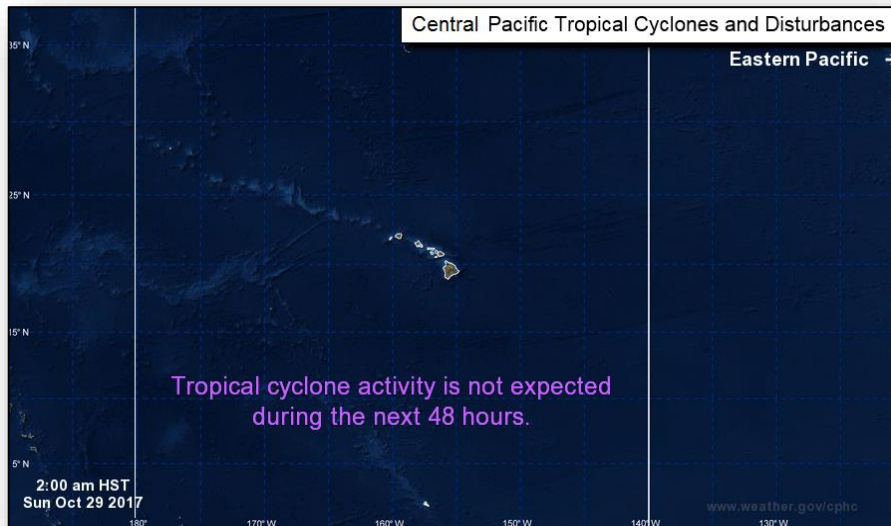 Central Pacific Tropical Cyclones and Disturbances
35° N
Eastern Pacific
25° N
15° N
Tropical cyclone activity is not expected
during the next 48 hours.
5° N
2:00 am HST
Sun Oct 29 2017
www.weather.gov/cphc
180° 170° W 160° W 150° W 140° W 130° W